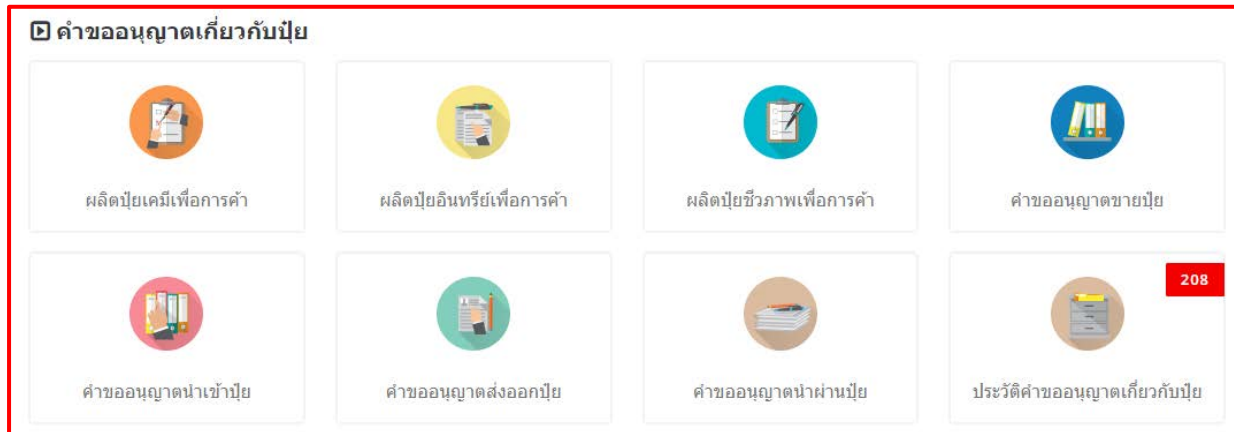 คำขออนุญาตเกี่ยวกับปุ๋ย
ผลิตปุ๋ยเคมีเพื่อการค้า
ผลิตปุ๋ยอินทรีย์เพื่อการค้า
ผลิตปุ๋ยชีวภาพเพื่อการค้า
คำขออนุญาตขายปุ๋ย
208
คำขออนุญาตนำเข้าปุ๋ย
คำขออนุญาตส่งออกปุ๋ย
คำขออนุญาตนำผ่านปุ๋ย
ประวัติคำขออนุญาตเกี่ยวกับปุ๋ย